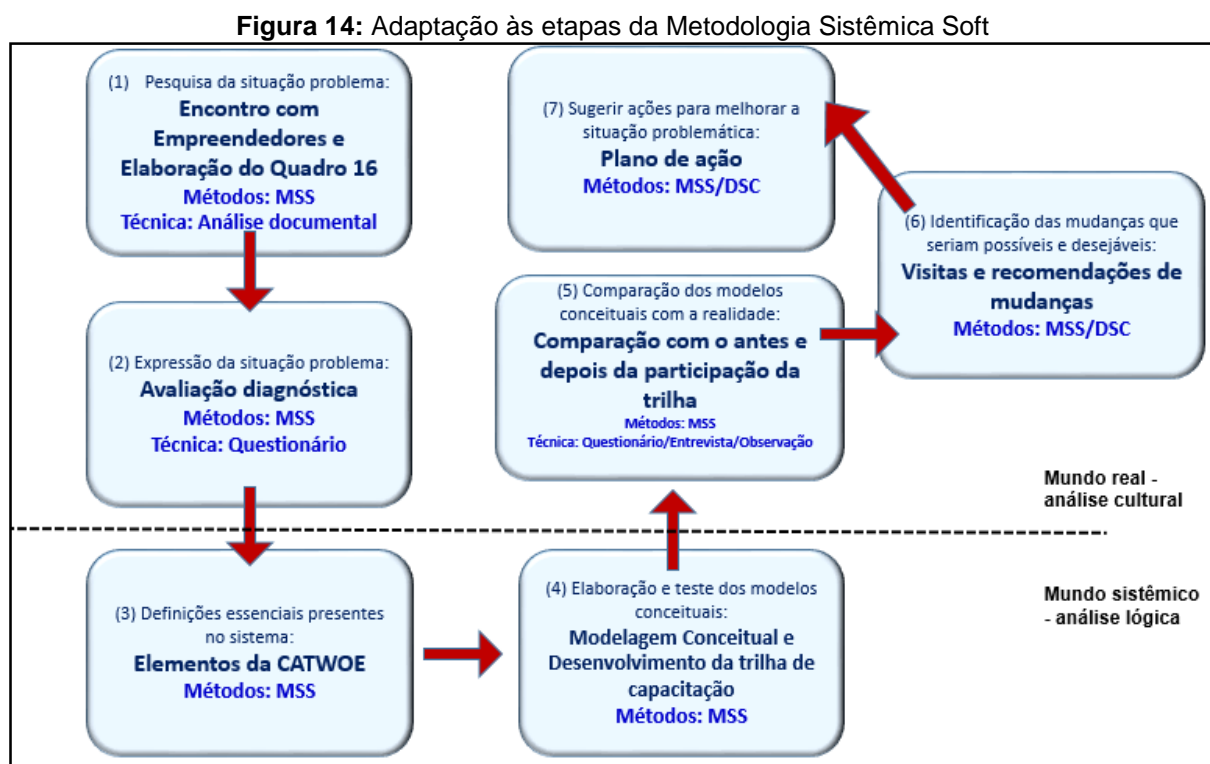 Figura 14: Adaptação às etapas da Metodologia Sistêmica Soft
(1) Pesquisa da situação problema:
Encontro com
Empreendedores e
Elaboração do Quadro 16
Métodos: MSS
Técnica: Análise documental
(2) Expressão da situação problema:
Avaliação diagnóstica
Métodos: MSS
Técnica: Questionário
(3) Definições essenciais presentes
no sistema:
Elementos da CATWOE
Métodos: MSS
(4) Elaboração e teste dos modelos
conceituais:
Modelagem Conceitual e
Desenvolvimento da trilha de
capacitação
Métodos: MSS
(5) Comparação dos modelos
conceituais com a realidade:
Comparação com o antes e
depois da participação da
trilha
Métodos: MSS
Técnica: Questionário/Entrevista/Observação
(6) Identificação das mudanças que
seriam possíveis e desejáveis:
Visitas e recomendações de
mudanças
Métodos: MSS/DSC
(7) Sugerir ações para melhorar a
situação problemática:
Plano de ação
Métodos: MSS/DSC
Mundo real -
análise cultural
Mundo sistêmico
- análise lógica